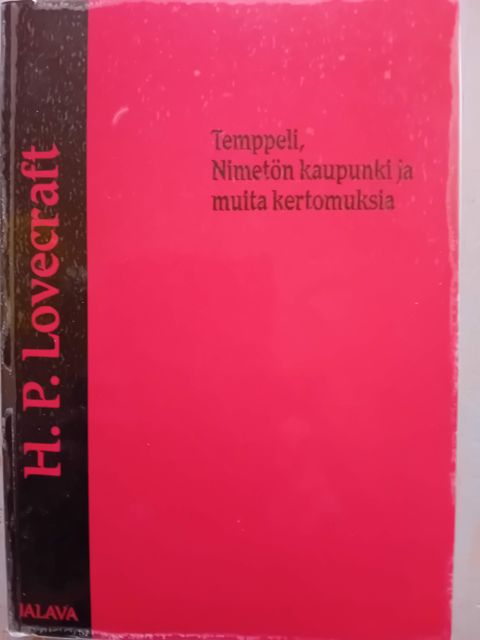 H. P. Lovecraft
Temppeli,
Nimetön kaupunki ja
muita kertomuksia
JALAVA